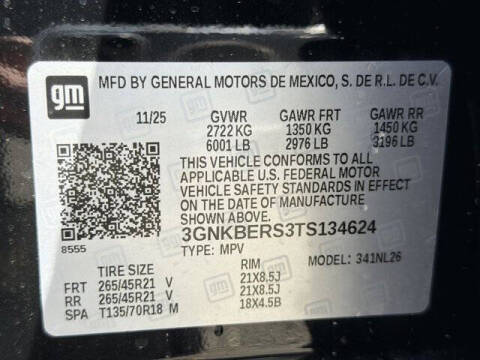 gm
MFD BY GENERAL MOTORS DE MEXICO, S. DE R.L. DE C.V.
11/25 GVWR GAWR FRT GAWR RR
2722 KG 1350 KG 1450 KG
6001 LB 2976 LB 3196 LB
THIS VEHICLE CONFORMS TO ALL
APPLICABLE U.S. FEDERAL MOTOR
VEHICLE SAFETY STANDARDS IN EFFECT
ON THE DATE OF MANUFACTURE
SHOWN ABOVE.
3GNKBERS3TS134624
8555
TYPE: MPV
TIRE SIZE RIM MODEL: 341NL26
FRT 265/45R21 V 21X8.5J
RR 265/45R21 V 21X8.5J
SPA T135/70R18 M 18X4.5B